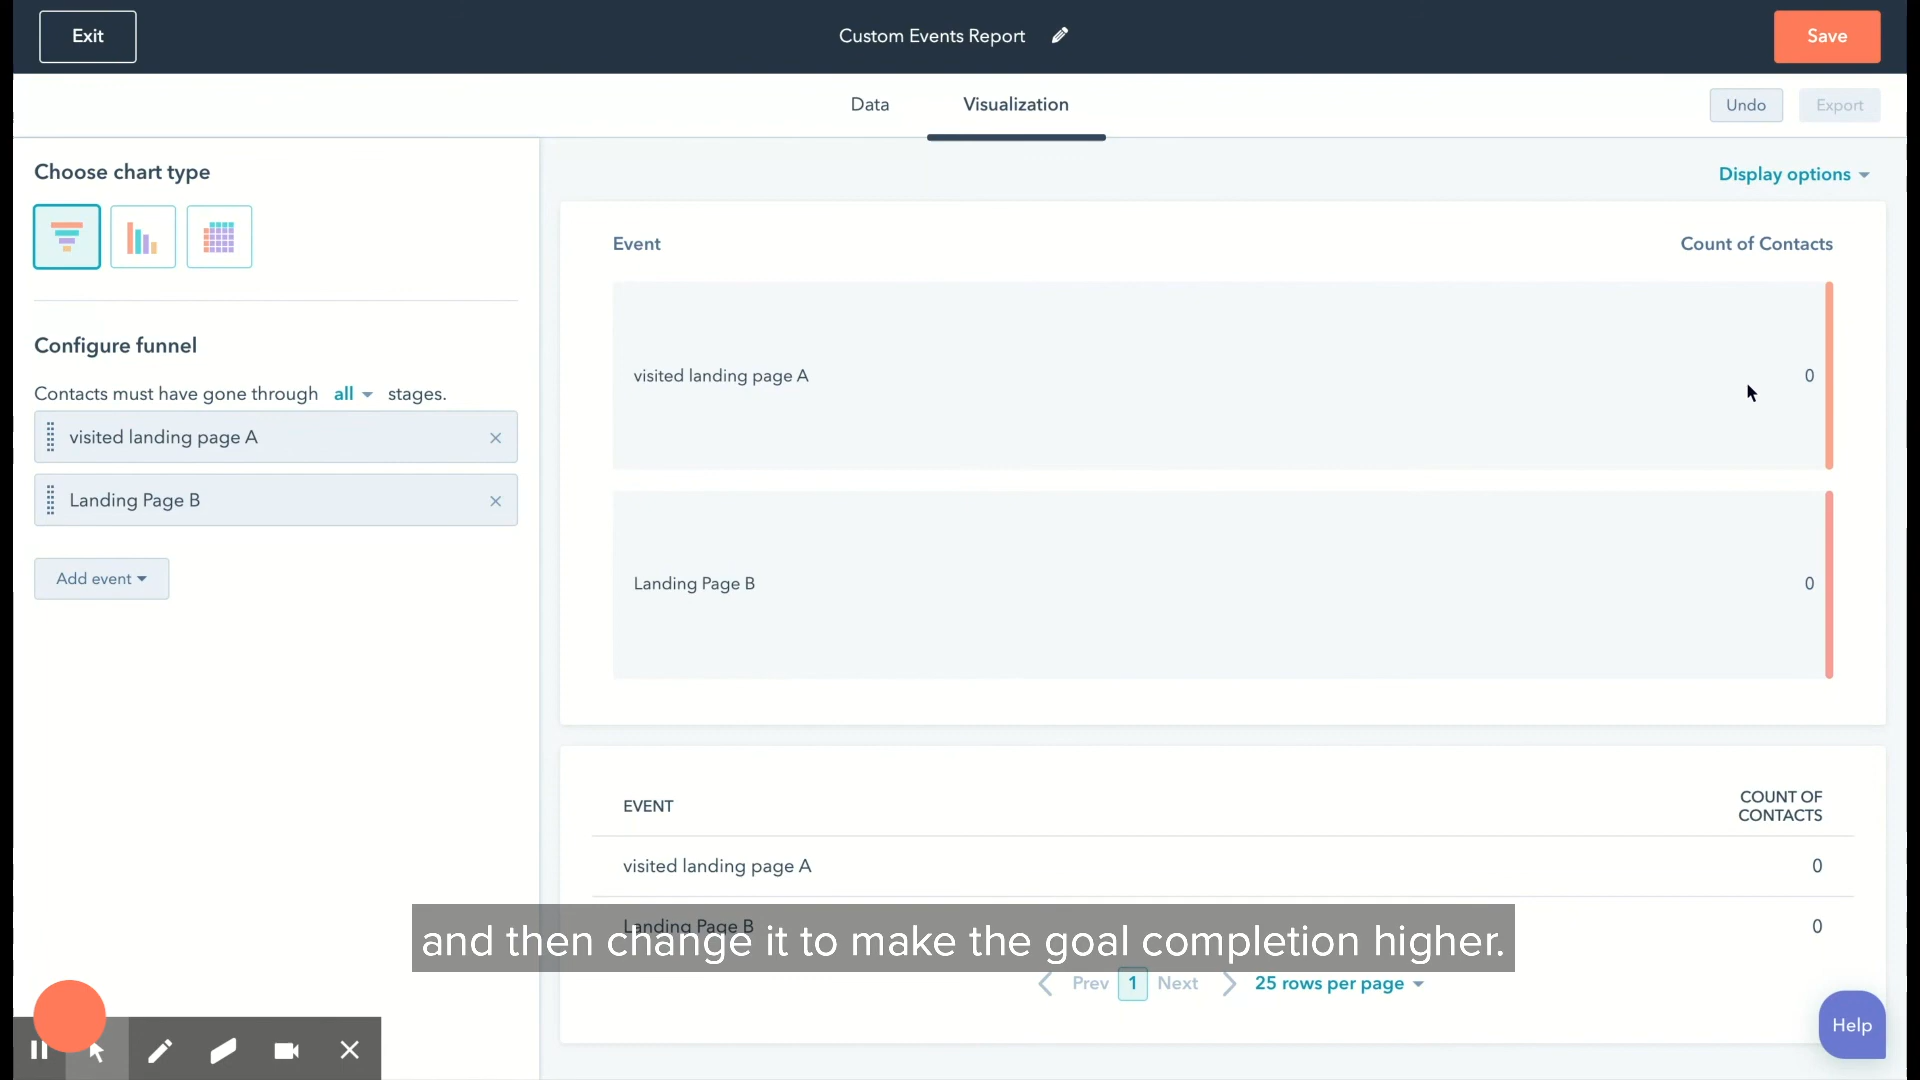 Exit
Custom Events Report
Save
Data
Visualization
Undo
Export
Choose chart type
Display options
Event
Count of Contacts
Configure funnel
Contacts must have gone through all stages.
visited landing page A
Landing Page B
Add event
visited landing page A
0
Landing Page B
0
EVENT
COUNT OF
CONTACTS
visited landing page A
0
Landing Page B
0
and then change it to make the goal completion higher.
Prev
1
Next
25 rows per page
Help